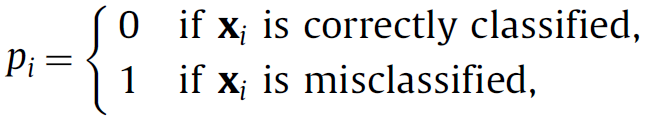 p_i = { 0 if x_i is correctly classified,
1 if x_i is misclassified,